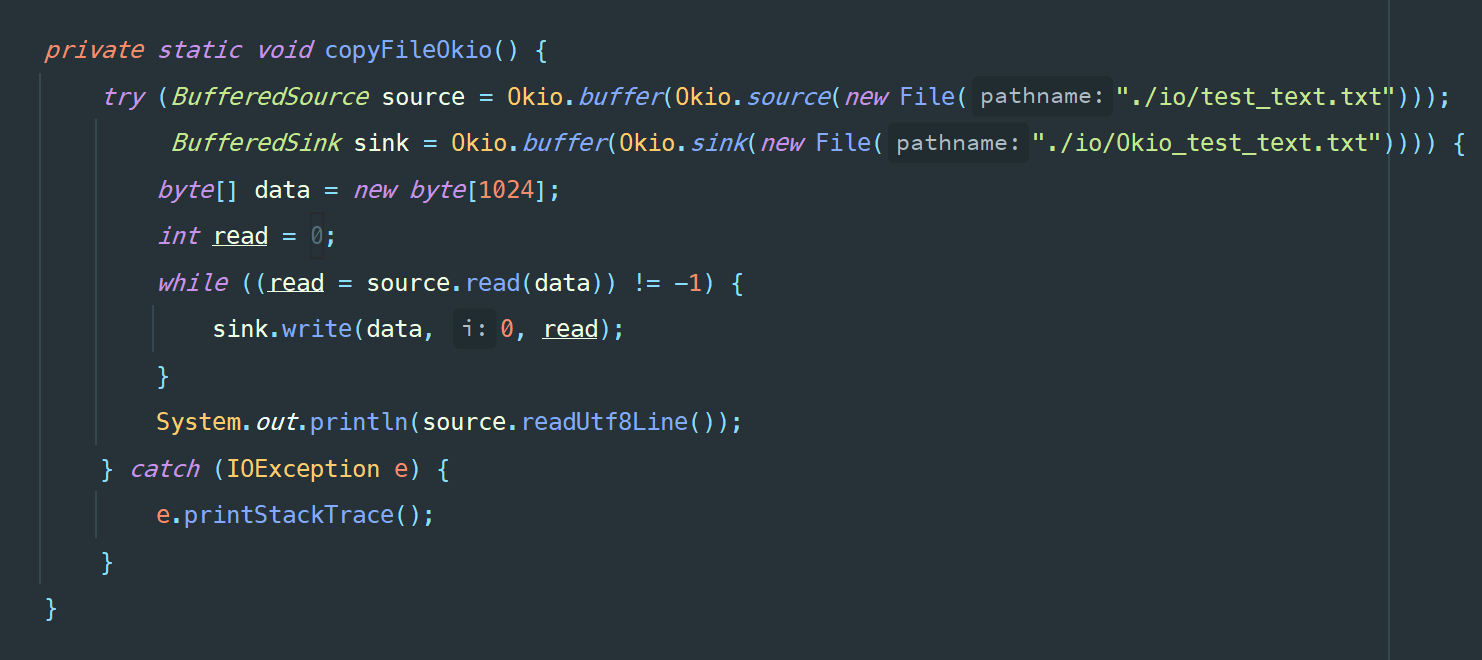 private static void copyFileOkio() {
try (BufferedSource source = Okio.buffer(Okio.source(new File( pathname: "./io/test_text.txt")));
BufferedSink sink = Okio.buffer(Okio.sink(new File( pathname: "./io/Okio_test_text.txt")))) {
byte[] data = new byte[1024];
int read = 0;
while ((read = source.read(data)) != -1) {
sink.write(data, i: 0, read);
}
System.out.println(source.readUtf8Line());
} catch (IOException e) {
e.printStackTrace();
}
}